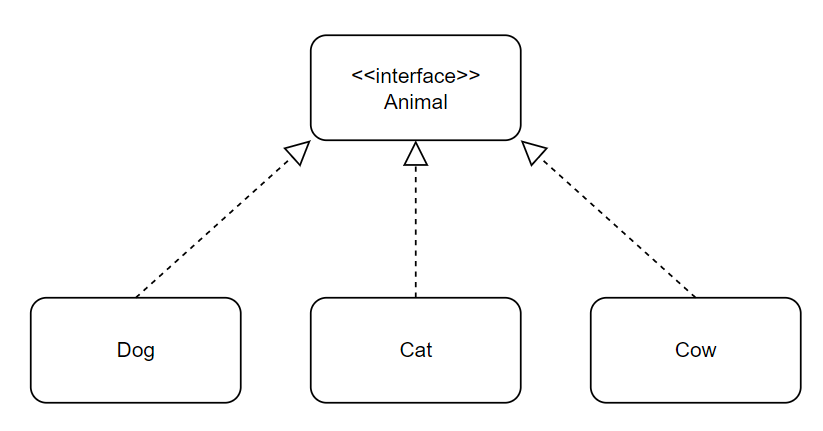 <<interface>>
Animal
Dog
Cat
Cow